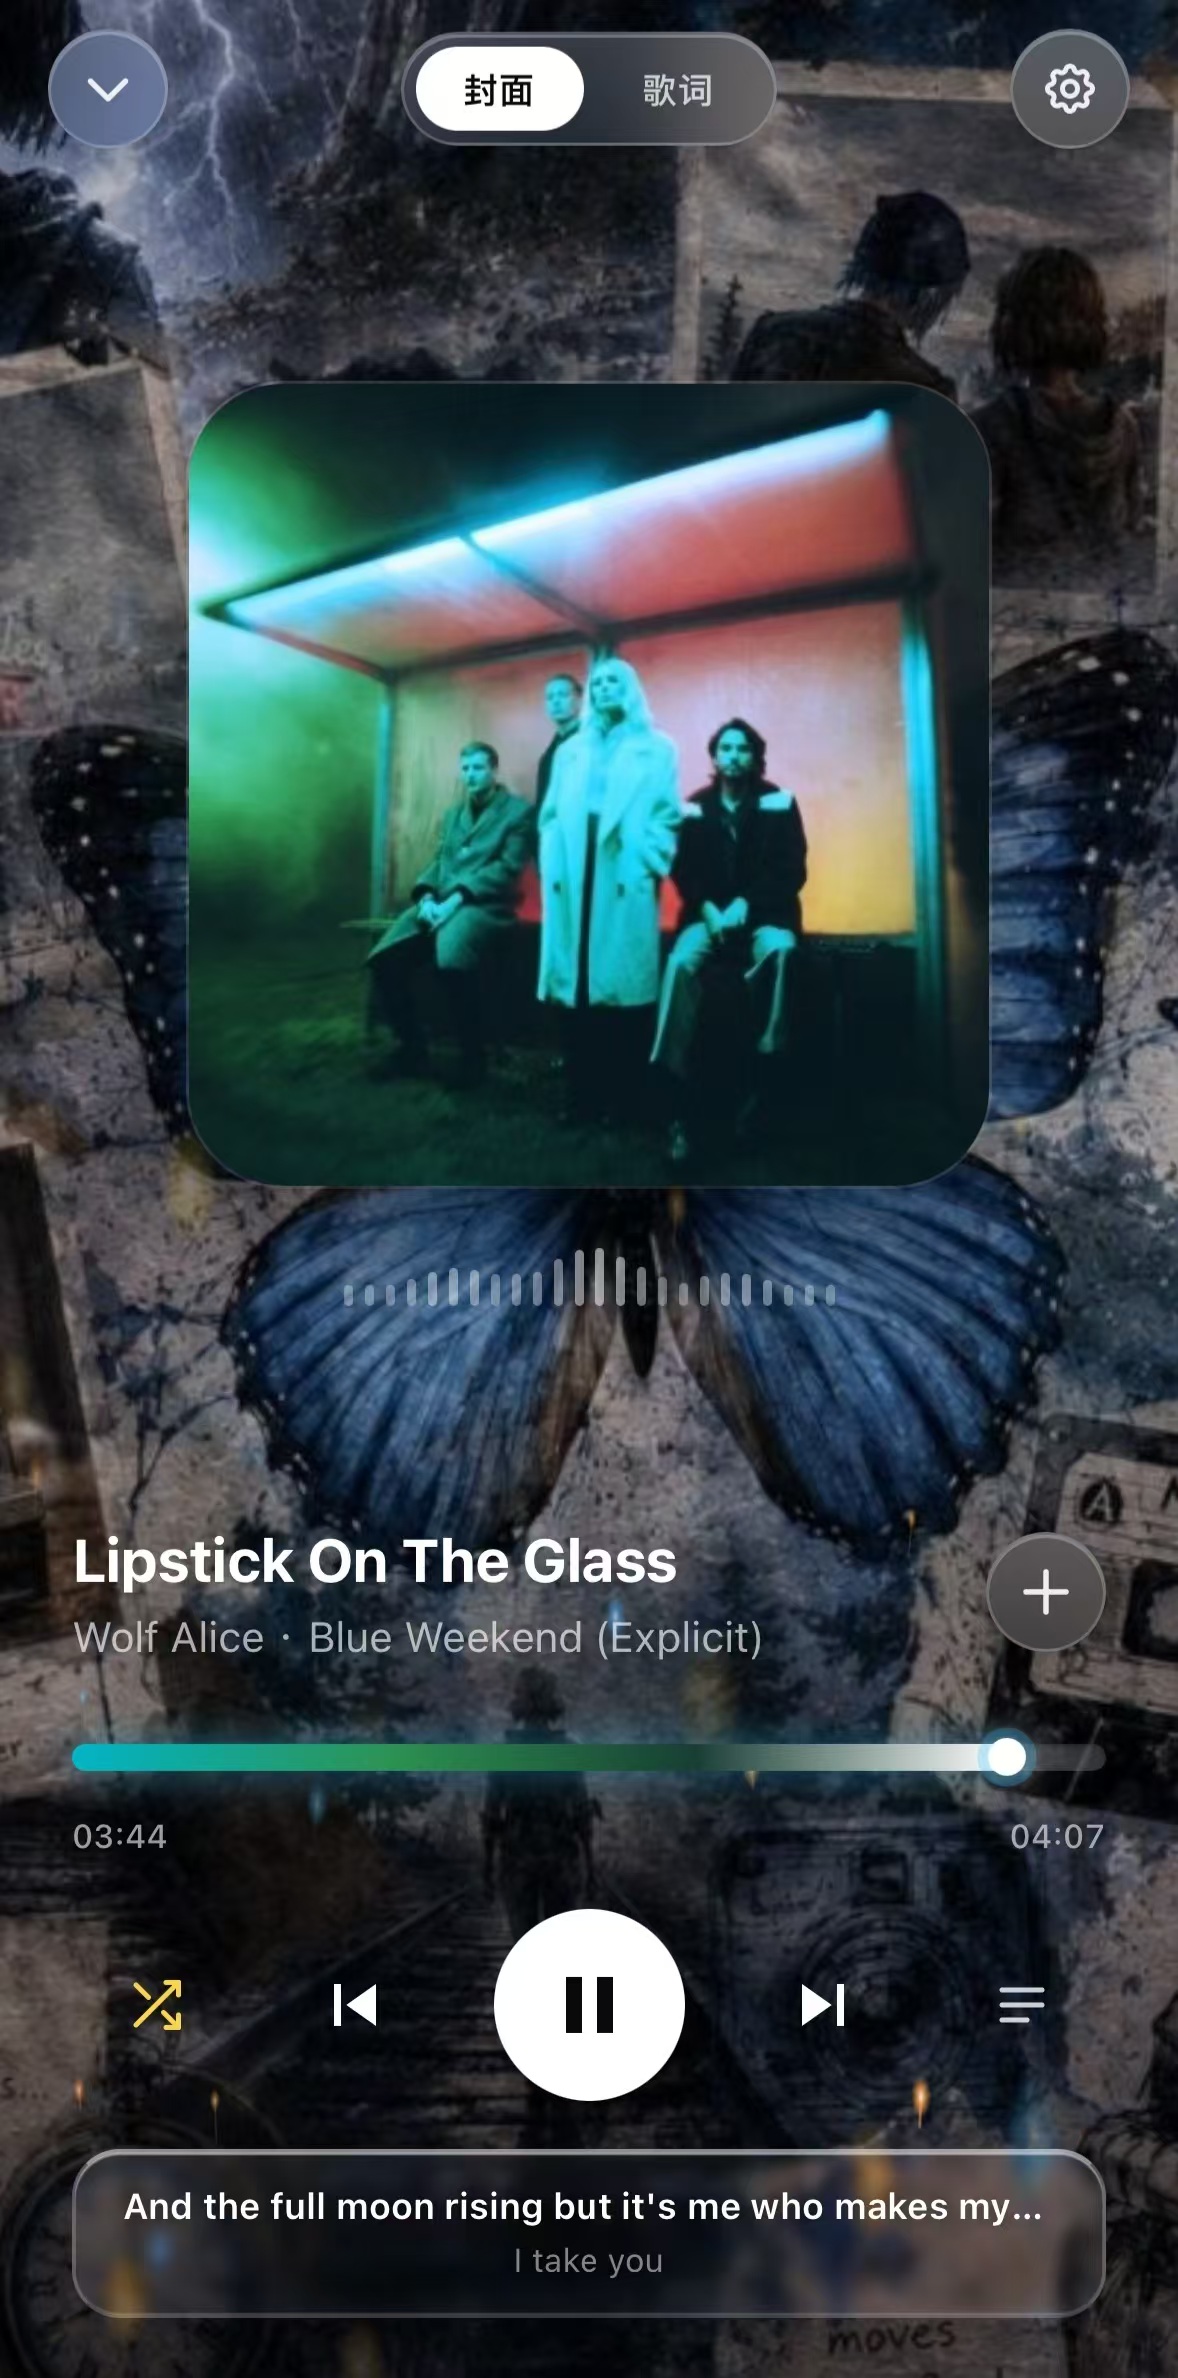 封面
歌词
A
Lipstick On The Glass
Wolf Alice · Blue Weekend (Explicit)
03:44
04:07
And the full moon rising but it's me who makes my...
I take you
moves